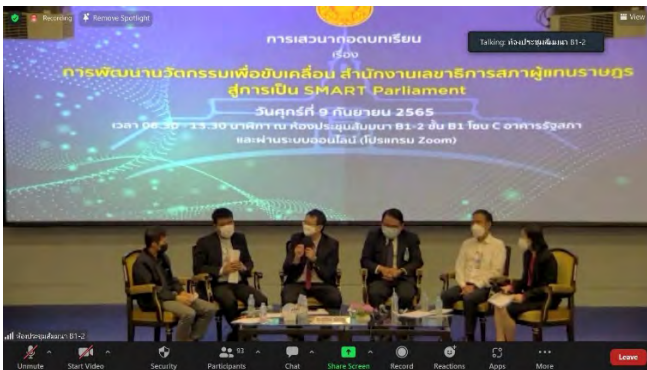 Recording
Remove Spotlight
View
การเสวนาถอดบทเรียน
Talking: ห้องประชุมสัมมนา B1-2
เรื่อง
การพัฒนานวัตกรรมเพื่อขับเคลื่อน สำนักงานเลขาธิการสภาผู้แทนราษฎร
สู่การเป็น SMART Parliament
วันศุกร์ที่ 9 กันยายน 2565
เวลา 08.30 - 15.30 นาฬิกา ณ ห้องประชุมสัมมนา B1-2 ชั้น B1 โซน C อาคารรัฐสภา
และผ่านระบบออนไลน์ (โปรแกรม Zoom)
ห้องประชุมสัมมนา B1-2
93
Unmute
Start Video
Security
Participants
Chat
Share Screen
Record
Reactions
Apps
More
Leave